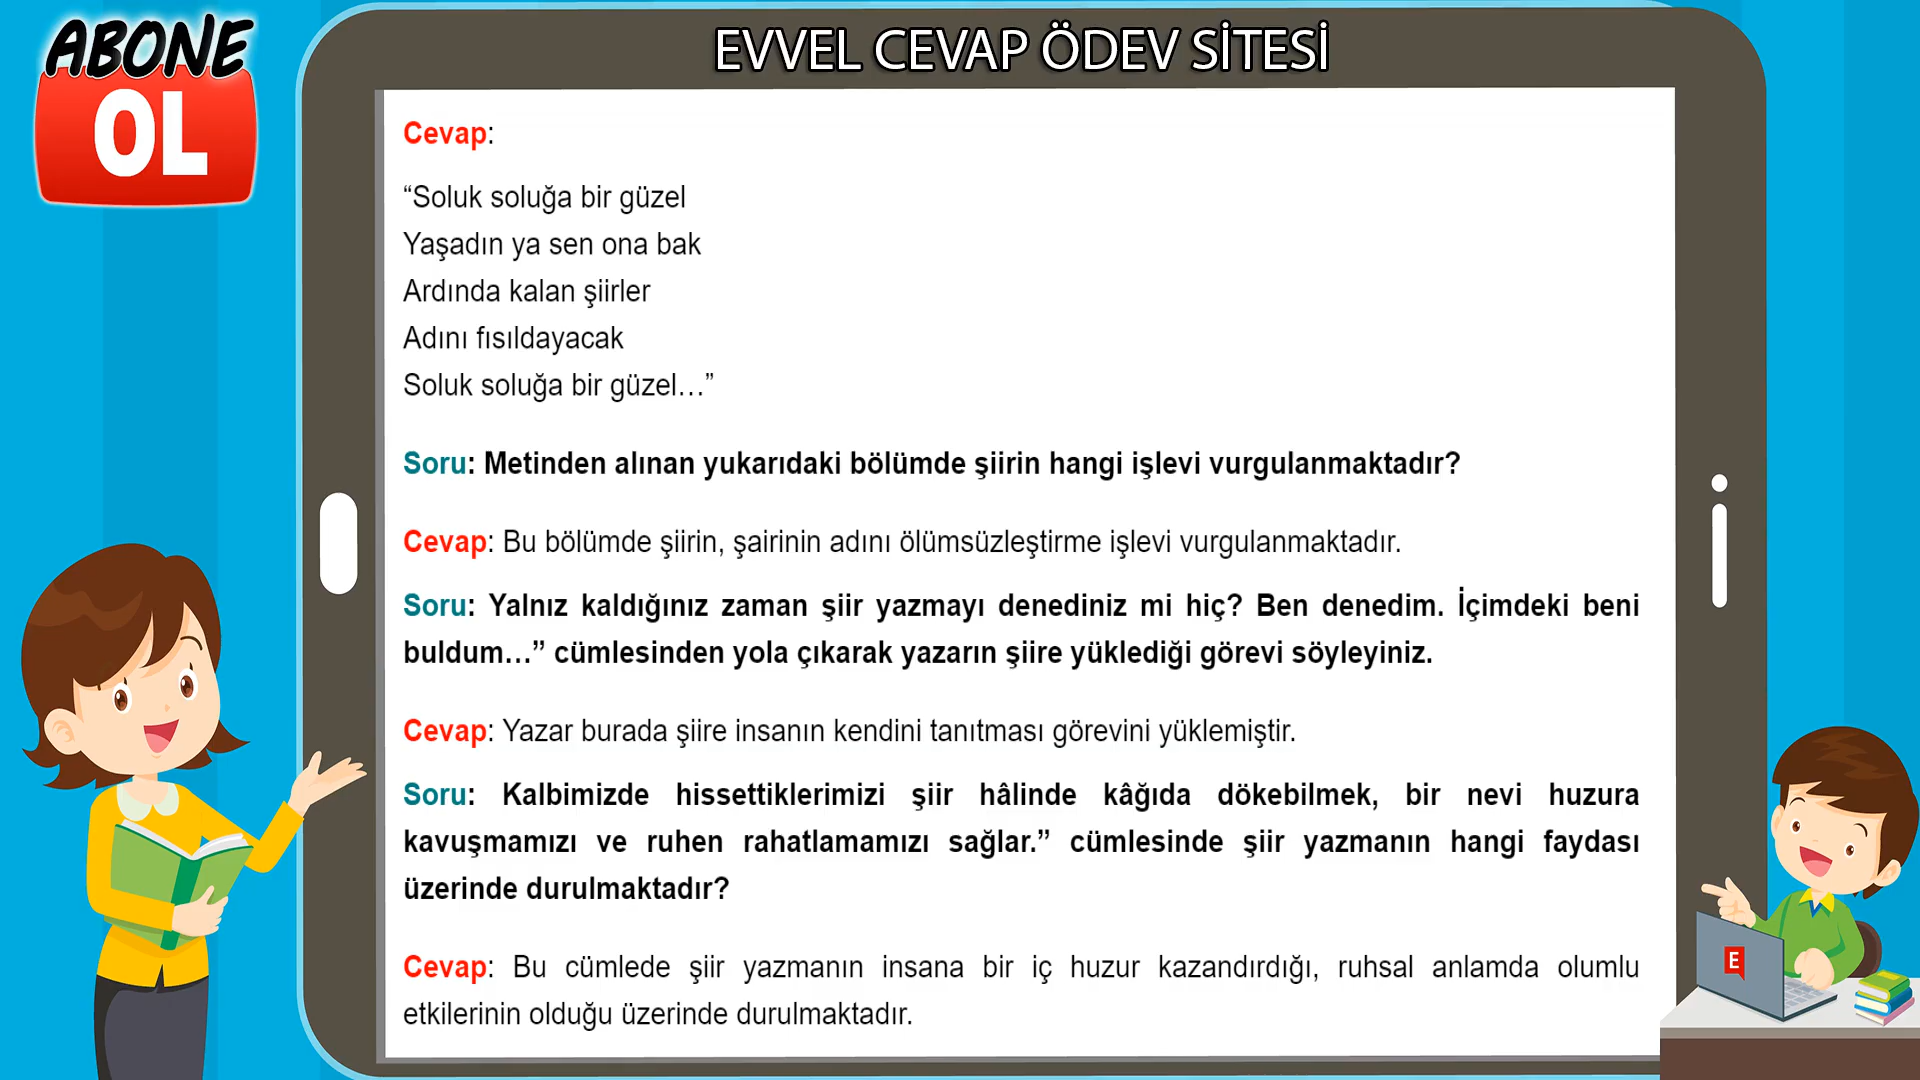 ABONE
OL
EVVEL CEVAP ÖDEV SİTESİ
Cevap:
“Soluk soluğa bir güzel
Yaşadın ya sen ona bak
Ardında kalan şiirler
Adını fısıldayacak
Soluk soluğa bir güzel…”
Soru: Metinden alınan yukarıdaki bölümde şiirin hangi işlevi vurgulanmaktadır?
Cevap: Bu bölümde şiirin, şairinin adını ölümsüzleştirme işlevi vurgulanmaktadır.
Soru: Yalnız kaldığınız zaman şiir yazmayı denediniz mi hiç? Ben denedim. İçimdeki beni
buldum…” cümlesinden yola çıkarak yazarın şiire yüklediği görevi söyleyiniz.
Cevap: Yazar burada şiire insanın kendini tanıtması görevini yüklemiştir.
Soru: Kalbimizde hissettiklerimizi şiir hâlinde kâğıda dökebilmek, bir nevi huzura
kavuşmamızı ve ruhen rahatlamamızı sağlar.” cümlesinde şiir yazmanın hangi faydası
üzerinde durulmaktadır?
Cevap: Bu cümlede şiir yazmanın insana bir iç huzur kazandırdığı, ruhsal anlamda olumlu
etkilerinin olduğu üzerinde durulmaktadır.
E